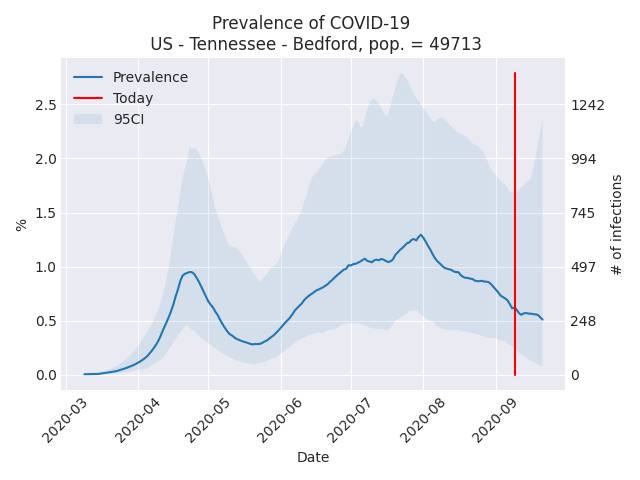 Prevalence of COVID-19
US - Tennessee - Bedford, pop. = 49713
Prevalence
Today
95CI
2.5
2.0
1.5
1.0
0.5
0.0
%
1242
994
745
497
248
0
# of infections
2020-03
2020-04
2020-05
2020-06
2020-07
2020-08
2020-09
Date